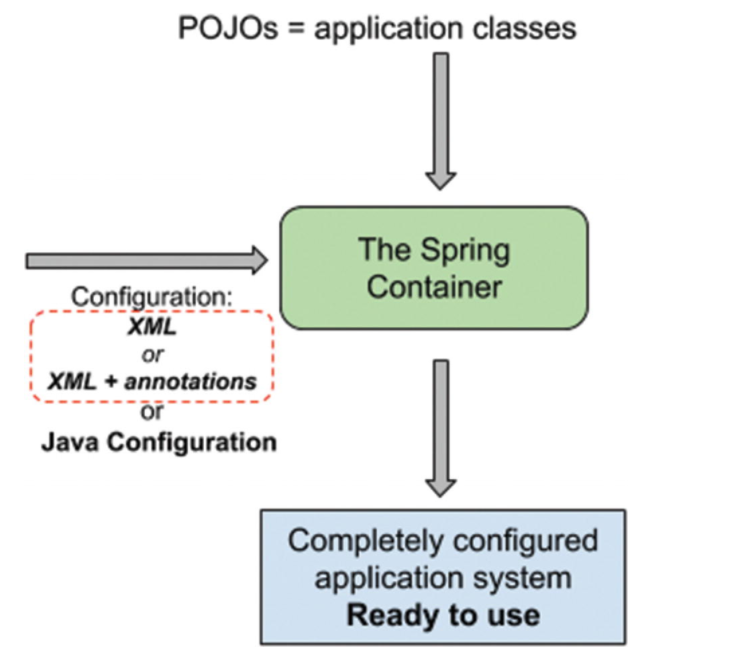 POJOs = application classes
The Spring
Container
Configuration:
XML
or
XML + annotations
or
Java Configuration
Completely configured
application system
Ready to use